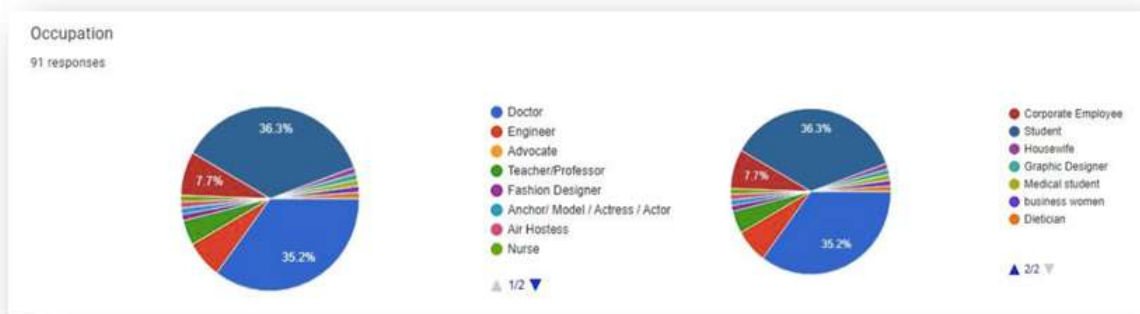 Occupation
91 responses
36.3%
7.7%
35.2%
Doctor
Engineer
Advocate
Teacher/Professor
Fashion Designer
Anchor/ Model / Actress / Actor
Air Hostess
Nurse
1/2
36.3%
7.7%
35.2%
Corporate Employee
Student
Housewife
Graphic Designer
Medical student
business women
Dietician
2/2